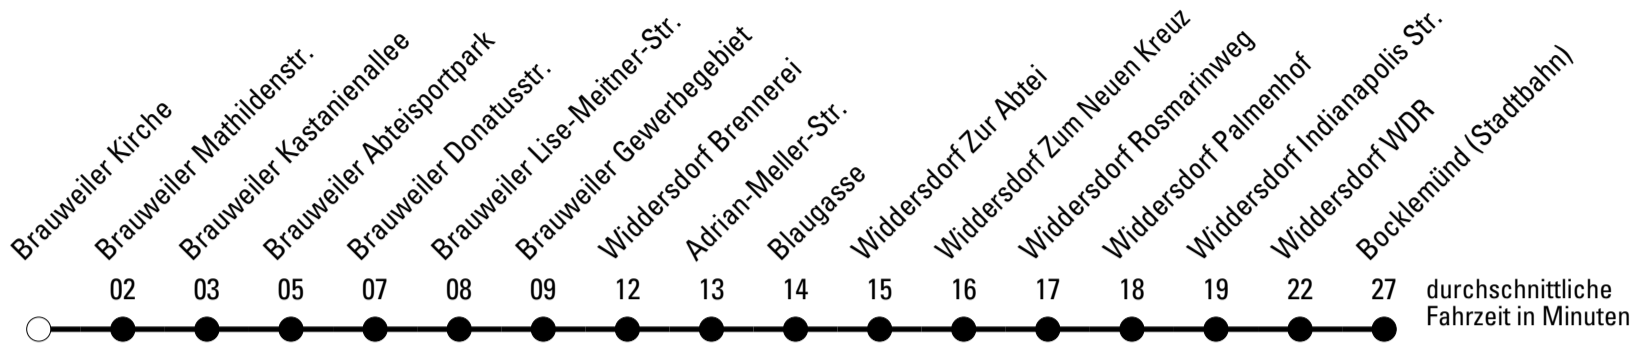 Brauweiler Kirche
Brauweiler Mathildenstr.
Brauweiler Kastanienallee
Brauweiler Abteisportpark
Brauweiler Donatusstr.
Brauweiler Lise-Meitner-Str.
Brauweiler Gewerbegebiet
Widdersdorf Brennerei
Adrian-Meller-Str.
Blaugasse
Widdersdorf Zur Abtei
Widdersdorf Zum Neuen Kreuz
Widdersdorf Rosmarinweg
Widdersdorf Palmenhof
Widdersdorf Indianapolis Str.
Widdersdorf WDR
Bocklemünd (Stadtbahn)
02 03 05 07 08 09 12 13 14 15 16 17 18 19 22 27
durchschnittliche
Fahrzeit in Minuten